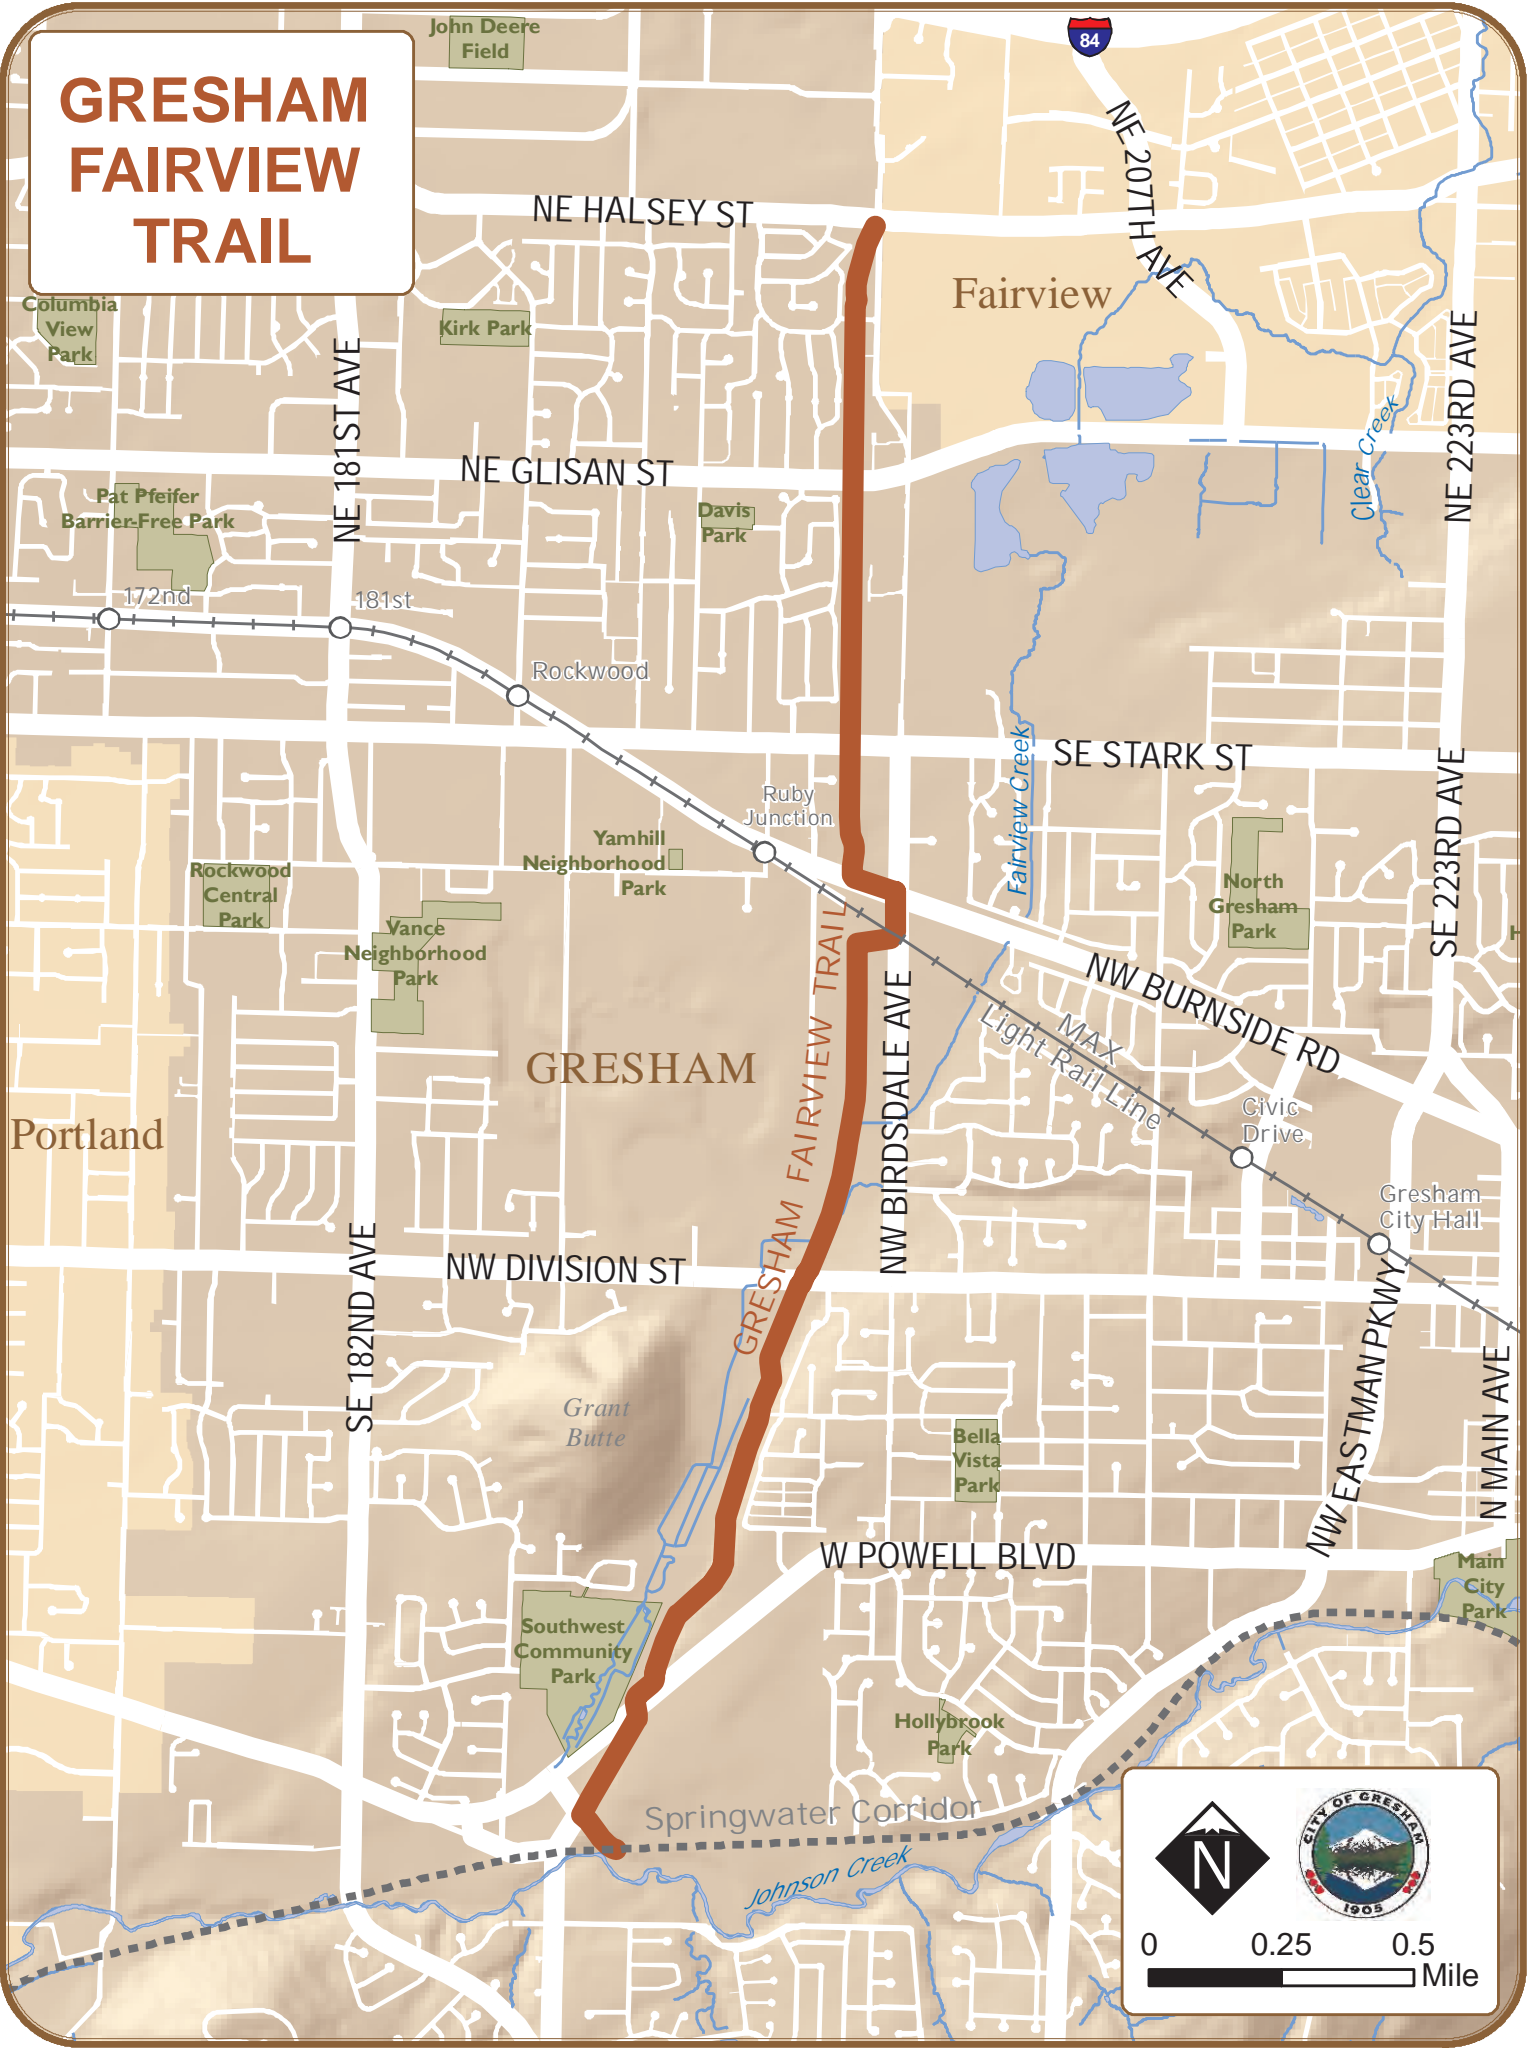 GRESHAM
FAIRVIEW
TRAIL
John Deere
Field
84
NE 207TH AVE
NE HALSEY ST
Fairview
Columbia
View
Park
Kirk Park
NE 181ST AVE
NE 223RD AVE
Clear Creek
NE GLISAN ST
Pat Pfeifer
Barrier-Free Park
Davis
Park
172nd
181st
Rockwood
SE STARK ST
Fairview Creek
Ruby
Junction
SE 223RD AVE
Yamhill
Neighborhood
Park
Rockwood
Central
Park
Vance
Neighborhood
Park
North
Gresham
Park
H
NW BURNSIDE RD
MAX
Light Rail Line
GRESHAM
GRESHAM FAIRVIEW TRAIL
NW BIRDSDALE AVE
Portland
Civic
Drive
Gresham
City Hall
SE 182ND AVE
NW DIVISION ST
NW EASTMAN PKWY
N MAIN AVE
Grant
Butte
Bella
Vista
Park
W POWELL BLVD
Main
City
Park
Southwest
Community
Park
Hollybrook
Park
Springwater Corridor
Johnson Creek
N
CITY OF GRESHAM
1905
0 0.25 0.5
Mile